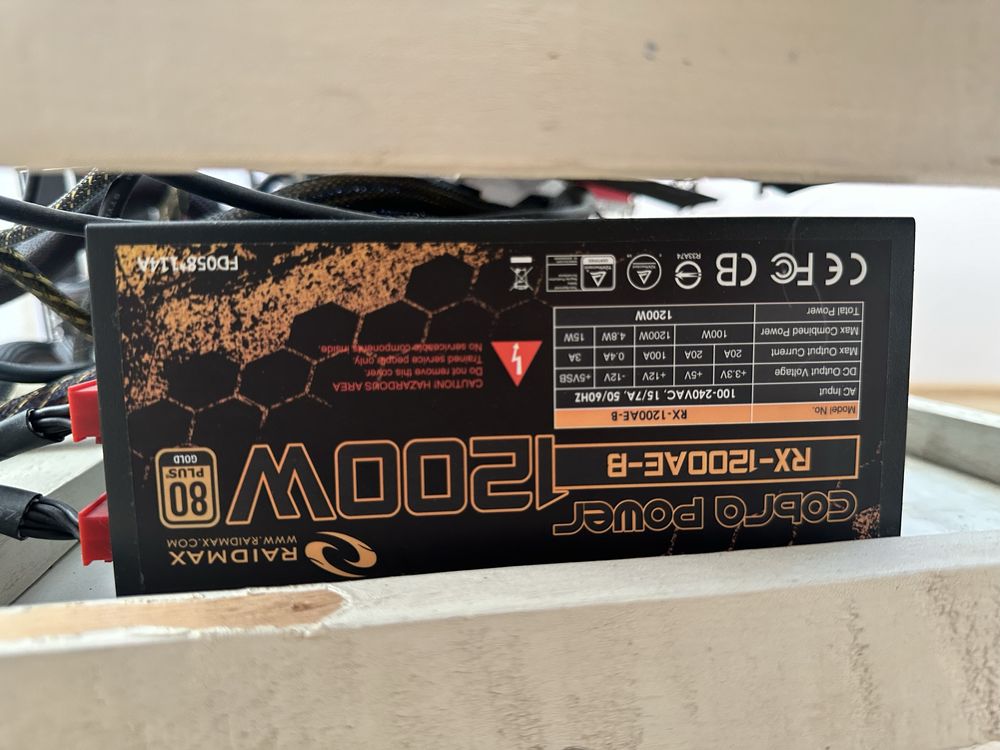 RAIDMAX
WWW.RAIDMAX.COM
Cobra Power
1200W
80
PLUS®
GOLD
RX-1200AE-B
Model No. RX-1200AE-B
AC Input 100-240VAC, 15/7A, 50/60HZ
DC Output Voltage +3.3V +5V +12V -12V +5VSB
Max Output Current 20A 20A 100A 0.4A 3A
Max Combined Power 100W 1200W 4.8W 15W
Total Power 1200W
CAUTION! HAZARDOUS AREA
Do not remove this cover.
Trained service people only.
No serviceable components inside.
CE FC CB
R33A74
FD058*114A